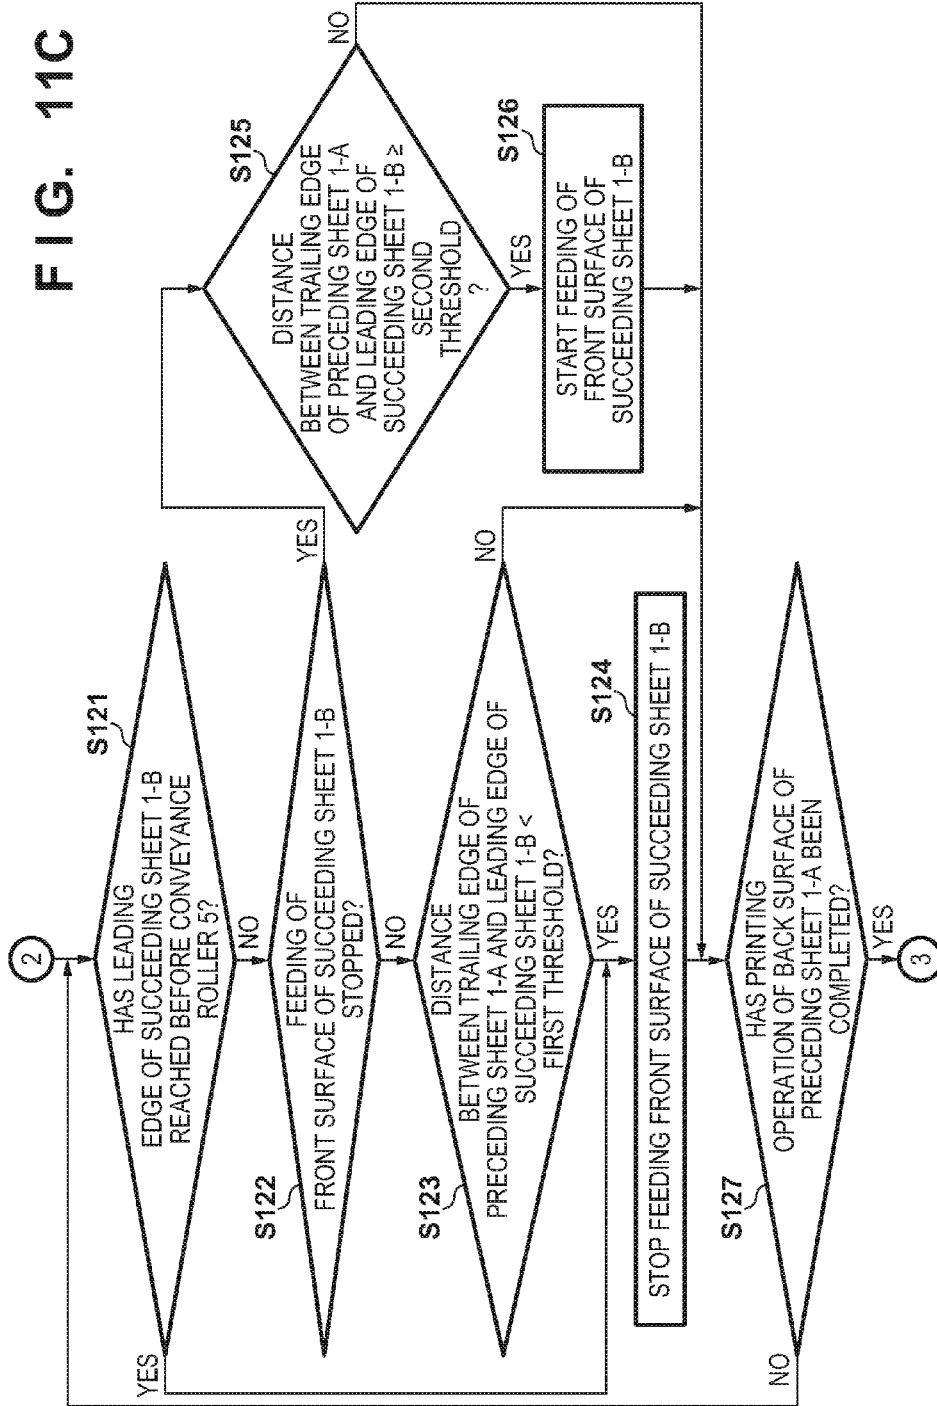 FIG. 11C
2
S121
HAS LEADING
EDGE OF SUCCEEDING SHEET 1-B
REACHED BEFORE CONVEYANCE
ROLLER 5?
YES
NO
S122
FEEDING OF
FRONT SURFACE OF SUCCEEDING SHEET 1-B
STOPPED?
YES
NO
S123
DISTANCE
BETWEEN TRAILING EDGE OF
PRECEDING SHEET 1-A AND LEADING EDGE OF
SUCCEEDING SHEET 1-B <
FIRST THRESHOLD?
NO
YES
S124
STOP FEEDING FRONT SURFACE OF SUCCEEDING SHEET 1-B
S125
DISTANCE
BETWEEN TRAILING EDGE
OF PRECEDING SHEET 1-A
AND LEADING EDGE OF
SUCCEEDING SHEET 1-B ≥
SECOND
THRESHOLD
?
NO
YES
S126
START FEEDING OF
FRONT SURFACE OF
SUCCEEDING SHEET 1-B
S127
HAS PRINTING
OPERATION OF BACK SURFACE OF
PRECEDING SHEET 1-A BEEN
COMPLETED?
NO
YES
3